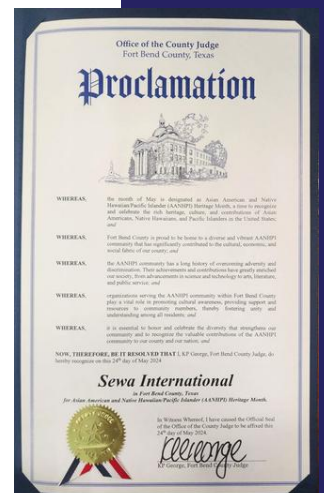 Office of the County Judge
Fort Bend County, Texas
Proclamation
WHEREAS, the month of May is designated as Asian American and Native
Hawaiian/Pacific Islander (AANHPI) Heritage Month, a time to recognize
and celebrate the rich heritage, culture, and contributions of Asian
Americans, Native Hawaiians, and Pacific Islanders in the United States;
and
WHEREAS, Fort Bend County is proud to be home to a diverse and vibrant AANHPI
community that has significantly contributed to the cultural, economic, and
social fabric of our county; and
WHEREAS, the AANHPI community has a long history of overcoming adversity and
discrimination. Their achievements and contributions have greatly enriched
our society, from advancements in science and technology to arts, literature,
and public service; and
WHEREAS, organizations serving the AANHPI community within Fort Bend County
play a vital role in promoting cultural awareness, providing support and
resources to community members, thereby fostering unity and
understanding among all residents; and
WHEREAS, it is essential to honor and celebrate the diversity that strengthens our
community and to recognize the valuable contributions of the AANHPI
community to our county and our nation; and
NOW, THEREFORE, BE IT RESOLVED THAT I, KP George, Fort Bend County Judge, do
hereby recognize on this 24th day of May 2024
Sewa International
in Fort Bend County, Texas
for Asian American and Native Hawaiian/Pacific Islander (AANHPI) Heritage Month.
In Witness Whereof, I have caused the Official Seal
of the Office of the County Judge to be affixed this
24th day of May 2024
KP George, Fort Bend County Judge